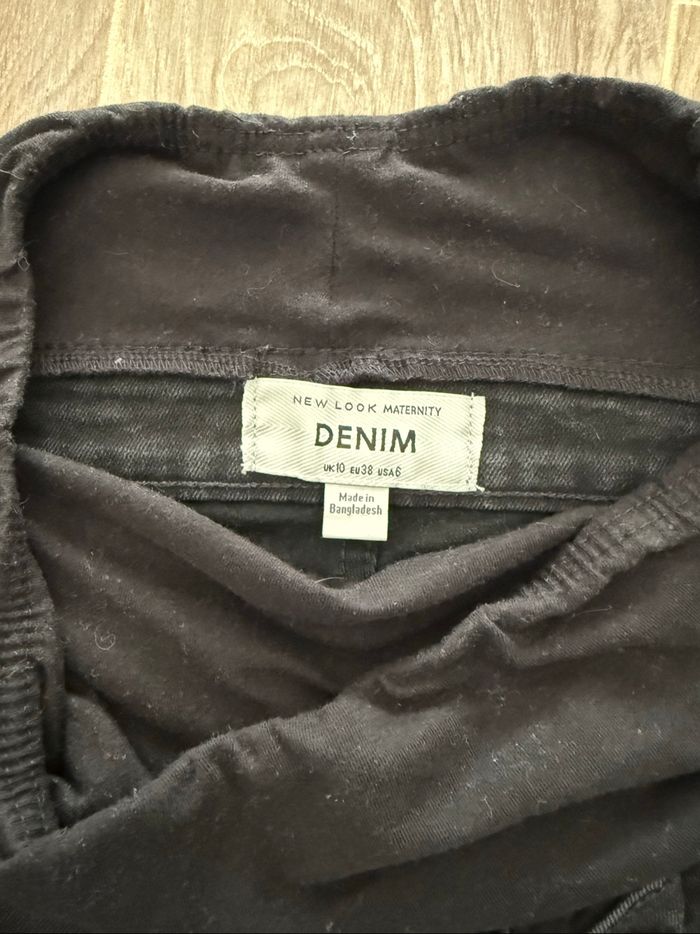 NEW LOOK MATERNITY
DENIM
UK10 EU38 USA6
Made in
Bangladesh